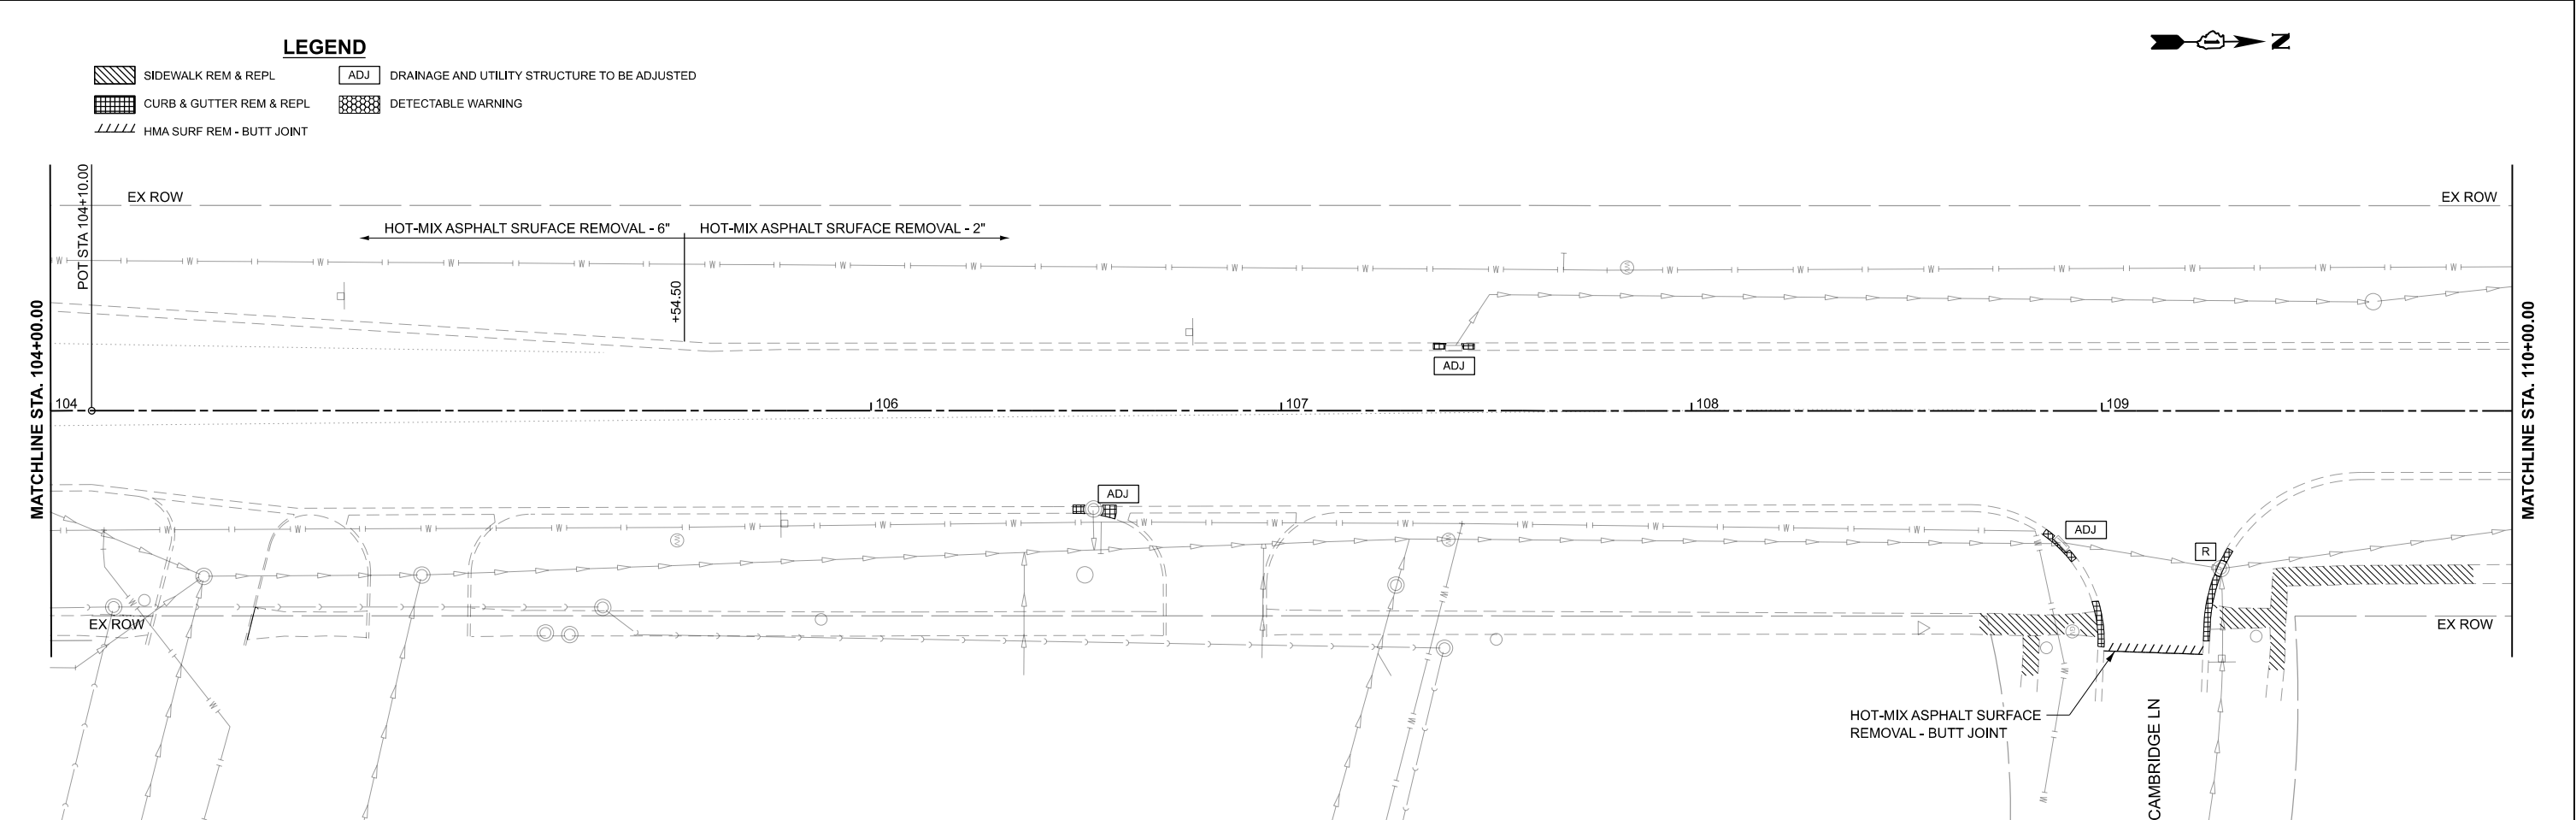 LEGEND
SIDEWALK REM & REPL
ADJ DRAINAGE AND UTILITY STRUCTURE TO BE ADJUSTED
CURB & GUTTER REM & REPL
DETECTABLE WARNING
HMA SURF REM - BUTT JOINT
N
MATCHLINE STA. 104+00.00
POT STA 104+10.00
EX ROW
EX ROW
HOT-MIX ASPHALT SRUFACE REMOVAL - 6"
HOT-MIX ASPHALT SRUFACE REMOVAL - 2"
+54.50
ADJ
104
106
107
108
109
MATCHLINE STA. 110+00.00
ADJ
ADJ
R
EX ROW
EX ROW
HOT-MIX ASPHALT SURFACE
REMOVAL - BUTT JOINT
CAMBRIDGE LN